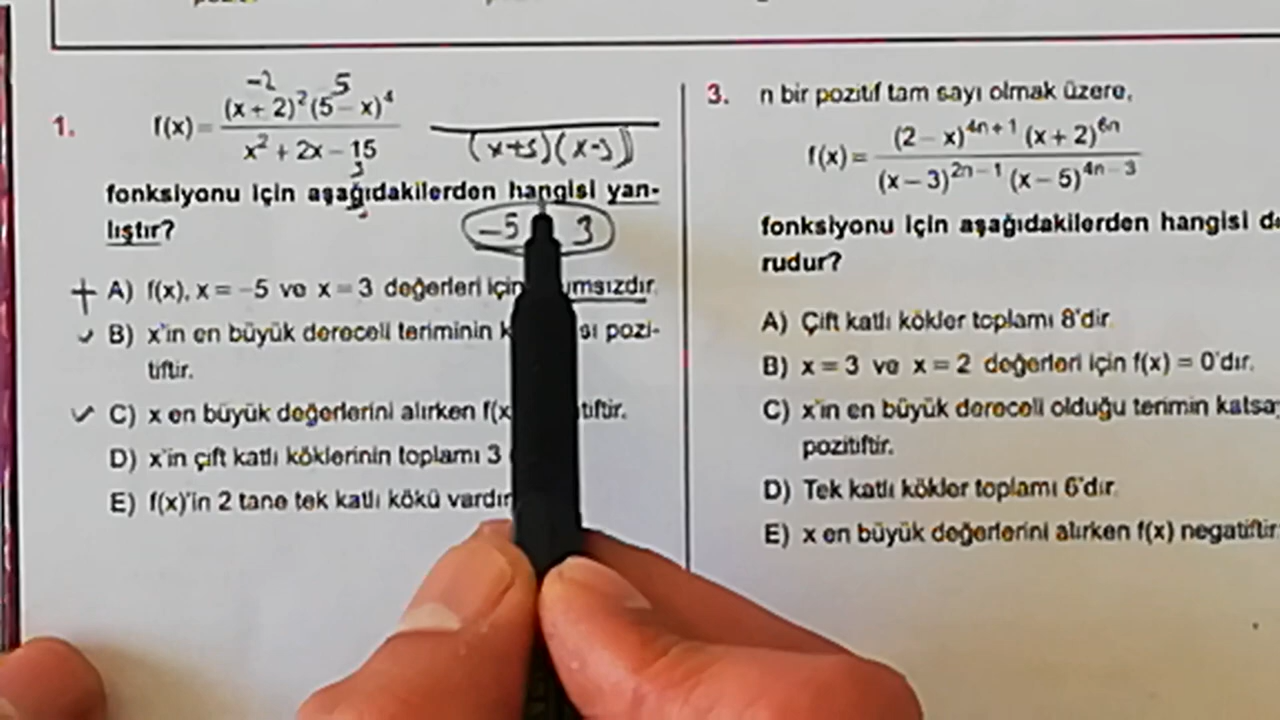 1.
-2 5
f(x) = (x + 2)²(5 - x)⁴ / x² + 2x - 15
(x+5)(x-3)
fonksiyonu için aşağıdakilerden hangisi yan-
lıştır?
-5 3
A) f(x), x = -5 ve x = 3 değerleri için msızdır.
B) x'in en büyük dereceli teriminin sı pozi-
tiftir.
C) x en büyük değerlerini alırken f(x tiftir.
D) x'in çift katlı köklerinin toplamı 3
E) f(x)'in 2 tane tek katlı kökü vardır
3. n bir pozitif tam sayı olmak üzere,
f(x) = (2 - x)⁴ⁿ⁺¹ (x + 2)⁶ⁿ / (x - 3)²ⁿ⁻¹ (x - 5)⁴ⁿ⁻³
fonksiyonu için aşağıdakilerden hangisi d
rudur?
A) Çift katlı kökler toplamı 8'dir.
B) x = 3 ve x = 2 değerleri için f(x) = 0'dır.
C) x'in en büyük dereceli olduğu terimin katsa
pozitiftir.
D) Tek katlı kökler toplamı 6'dır.
E) x en büyük değerlerini alırken f(x) negatiftir.